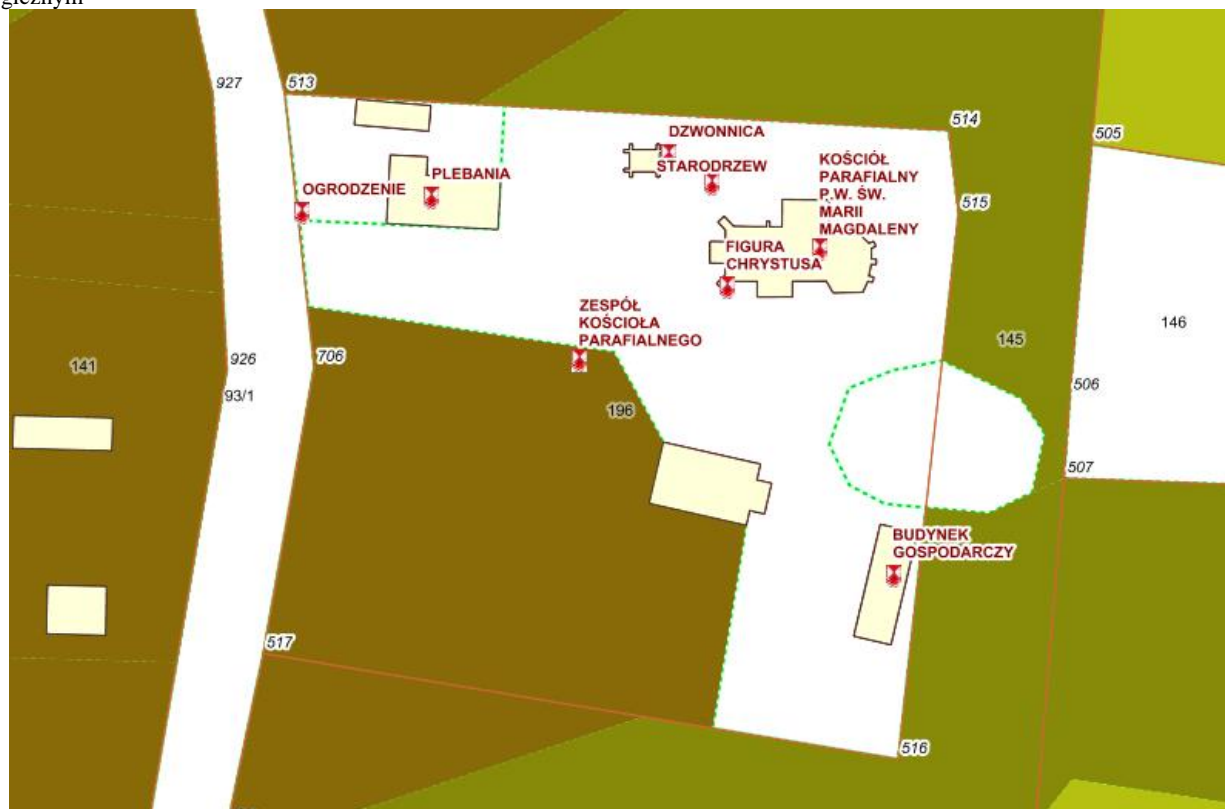 gicznym
927
513
514
505
DZWONNICA
STARODRZEW
KOŚCIÓŁ
PARAFIALNY
P.W. ŚW.
MARII
MAGDALENY
OGRODZENIE
PLEBANIA
515
FIGURA
CHRYSTUSA
ZESPÓŁ
KOŚCIOŁA
PARAFIALNEGO
146
145
141
926
93/1
706
506
196
507
BUDYNEK
GOSPODARCZY
517
516